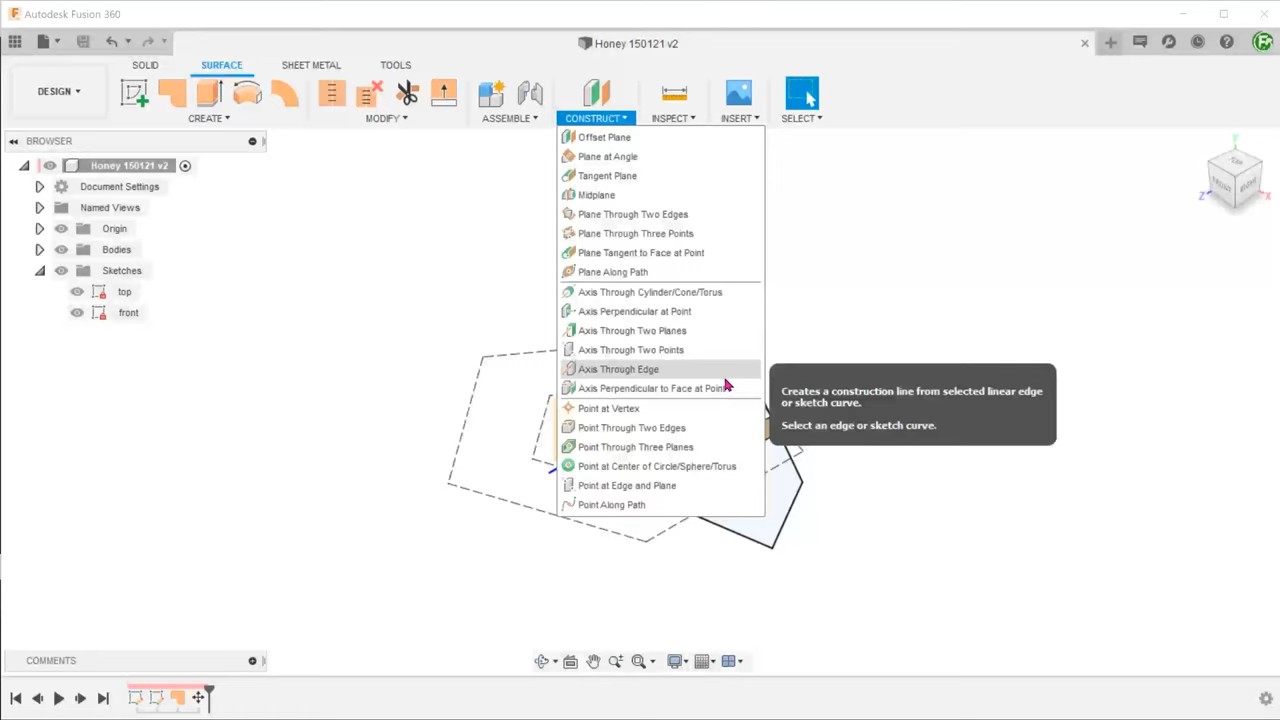 Autodesk Fusion 360
Honey 150121 v2
SOLID SURFACE SHEET METAL TOOLS
DESIGN
CREATE MODIFY ASSEMBLE CONSTRUCT INSPECT INSERT SELECT
BROWSER
Honey 150121 v2
Document Settings
Named Views
Origin
Bodies
Sketches
top
front
Offset Plane
Plane at Angle
Tangent Plane
Midplane
Plane Through Two Edges
Plane Through Three Points
Plane Tangent to Face at Point
Plane Along Path
Axis Through Cylinder/Cone/Torus
Axis Perpendicular at Point
Axis Through Two Planes
Axis Through Two Points
Axis Through Edge
Axis Perpendicular to Face at Point
Point at Vertex
Point Through Two Edges
Point Through Three Planes
Point at Center of Circle/Sphere/Torus
Point at Edge and Plane
Point Along Path
Creates a construction line from selected linear edge
or sketch curve.
Select an edge or sketch curve.
TOP
FRONT
RIGHT
Z
X
COMMENTS